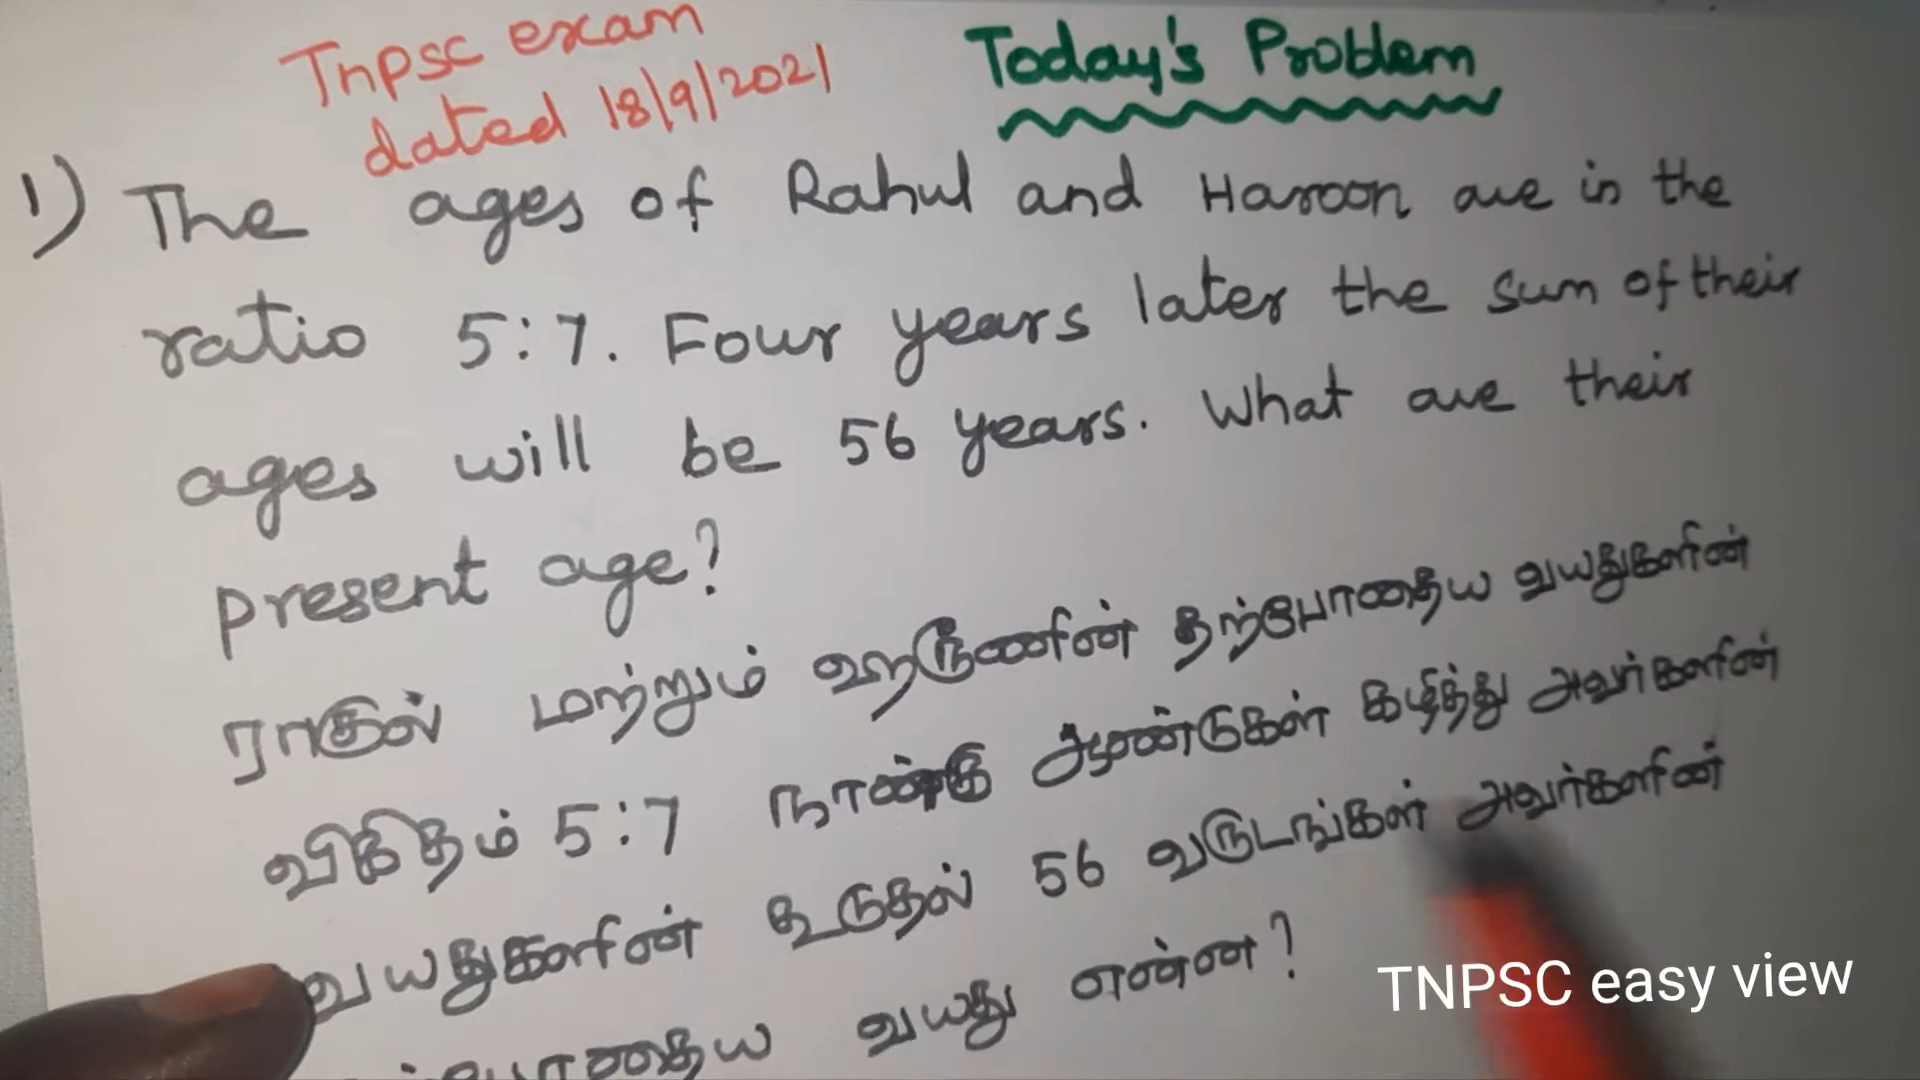 Tnpsc exam
dated 18/9/2021
Today's Problem
1) The ages of Rahul and Haroon are in the
ratio 5:7. Four years later the sum of their
ages will be 56 years. What are their
present age?
ராகுல் மற்றும் ஹரூணின் தற்போதைய வயதுகளின்
விகிதம் 5:7 நான்கு ஆண்டுகள் கழித்து அவர்களின்
வயதுகளின் கூடுதல் 56 வருடங்கள் அவர்களின்
வயது என்ன?
TNPSC easy view